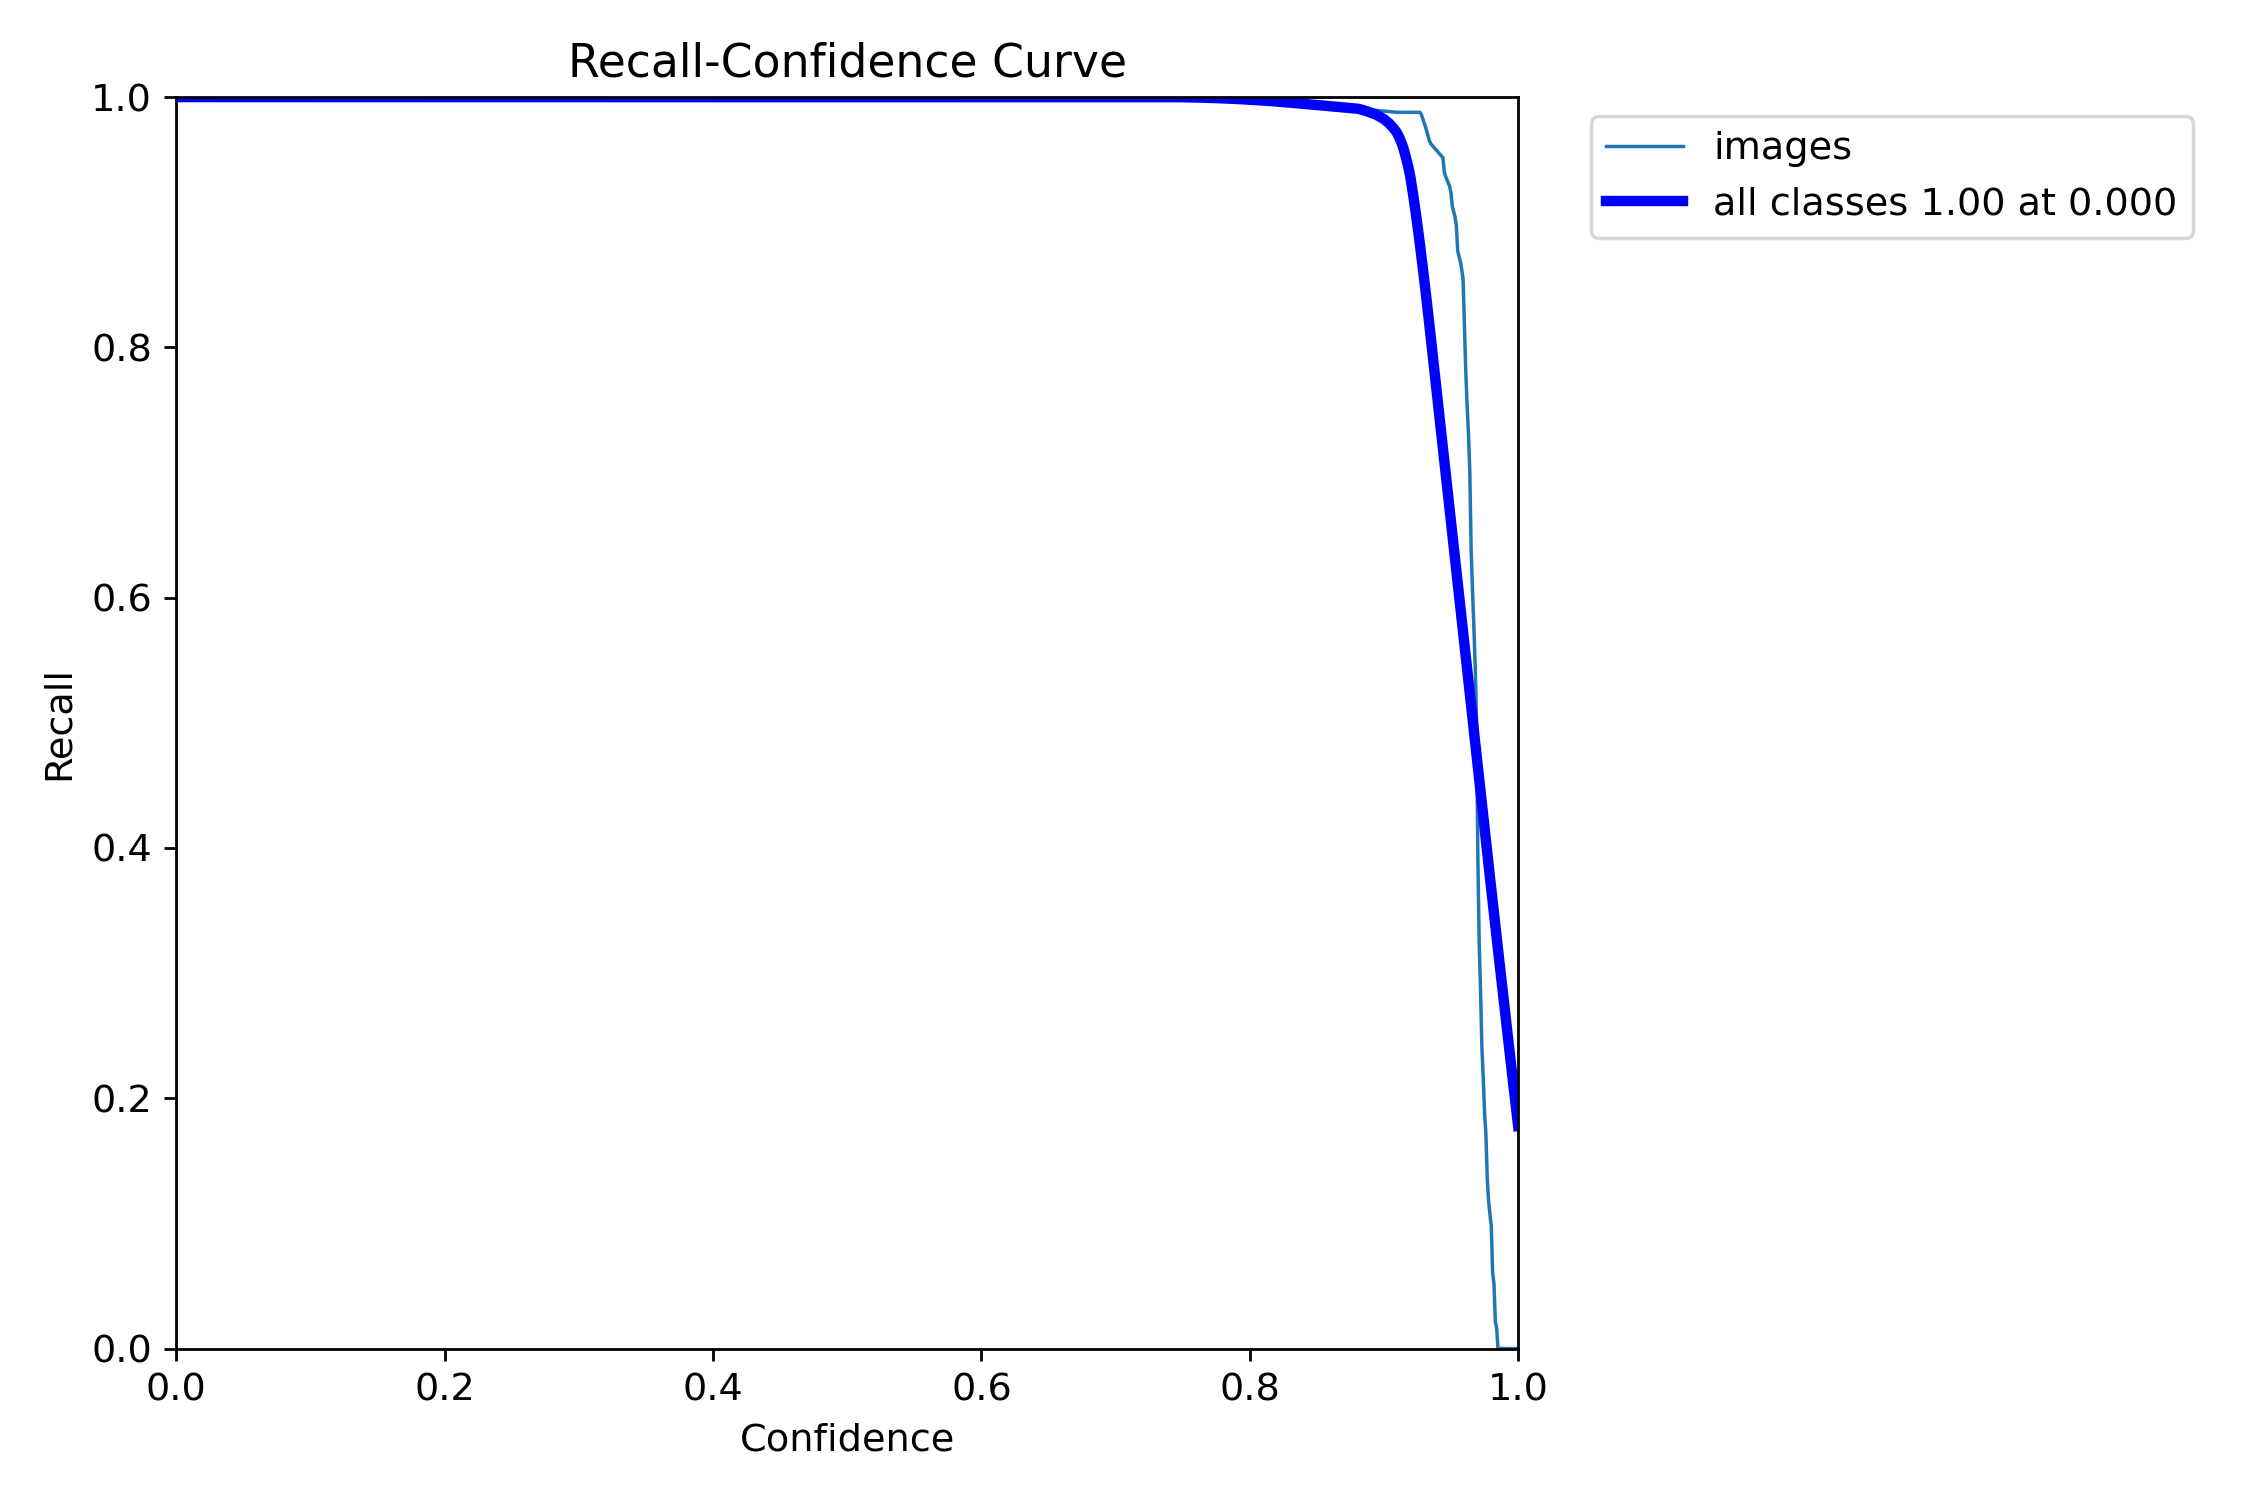 Recall-Confidence Curve
1.0
0.8
0.6
0.4
0.2
0.0
Recall
0.0 0.2 0.4 0.6 0.8 1.0
Confidence
images
all classes 1.00 at 0.000